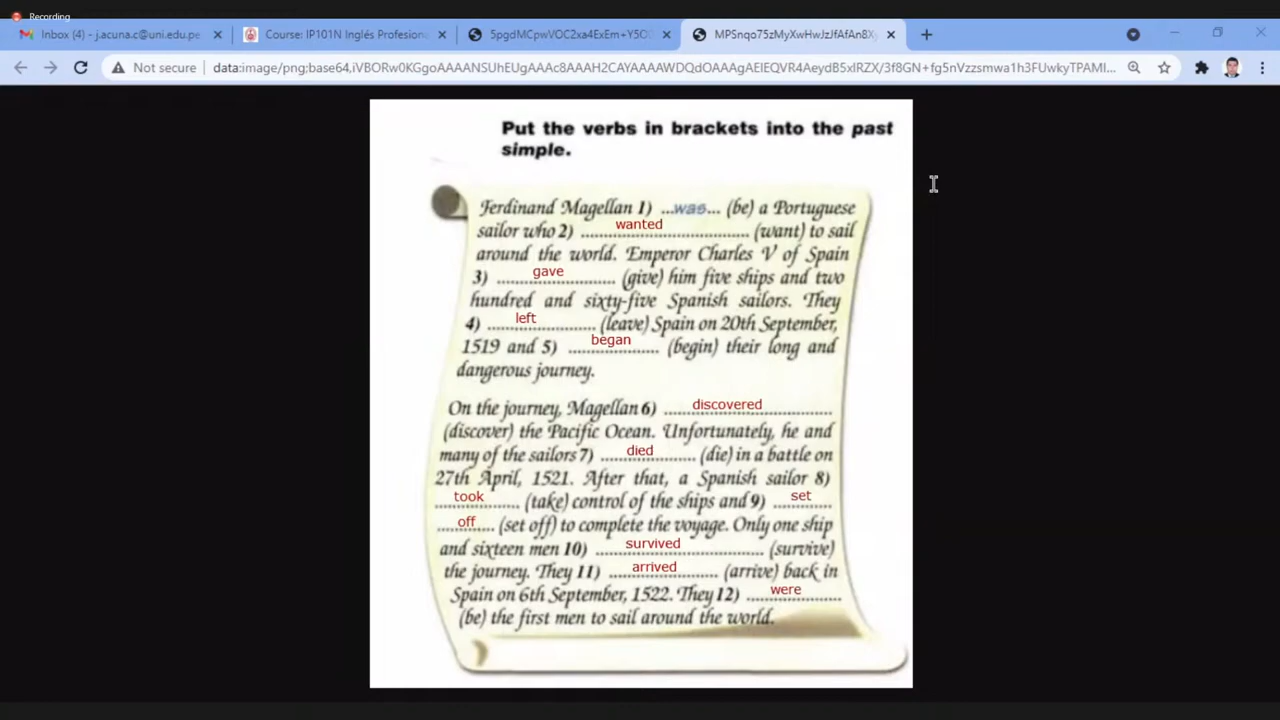 Recording
Inbox (4) - j.acuna.c@uni.edu.pe
Course: IP101N Inglés Profesion
5pgdMCpwVOC2xa4ExEm+Y5O
MPSnqo75zMyXwHwJzJfAfAn8X
Not secure
data:image/png;base64,iVBORw0KGgoAAAANSUhEUgAAAc8AAAH2CAYAAAAWDQdOAAAgAElEQVR4AeydB5xlRZX/3f8GN+fg5nVzzsmwa1h3FUwkyTPAMI...
Put the verbs in brackets into the past
simple.
Ferdinand Magellan 1) ...was... (be) a Portuguese
sailor who 2) wanted (want) to sail
around the world. Emperor Charles V of Spain
3) gave (give) him five ships and two
hundred and sixty-five Spanish sailors. They
4) left (leave) Spain on 20th September,
1519 and 5) began (begin) their long and
dangerous journey.
On the journey, Magellan 6) discovered
(discover) the Pacific Ocean. Unfortunately, he and
many of the sailors 7) died (die) in a battle on
27th April, 1521. After that, a Spanish sailor 8)
took (take) control of the ships and 9) set
off (set off) to complete the voyage. Only one ship
and sixteen men 10) survived (survive)
the journey. They 11) arrived (arrive) back in
Spain on 6th September, 1522. They 12) were
(be) the first men to sail around the world.